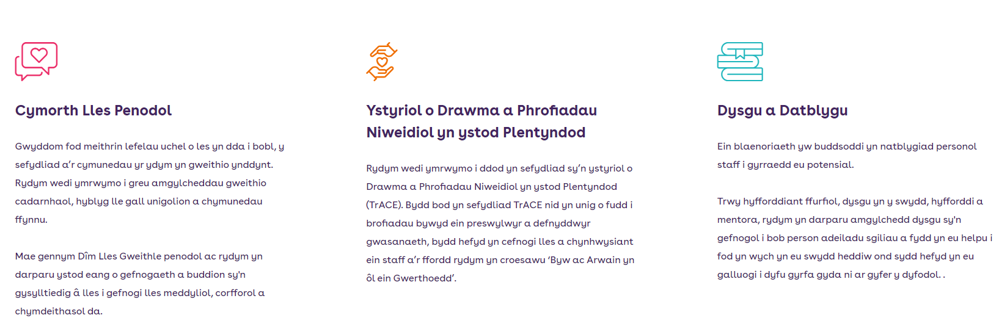 Cymorth Lles Penodol
Gwyddom fod meithrin lefelau uchel o les yn dda i bobl, y
sefydliad a’r cymunedau yr ydym yn gweithio ynddynt.
Rydym wedi ymrwymo i greu amgylcheddau gweithio
cadarnhaol, hyblyg lle gall unigolion a chymunedau
ffynnu.
Mae gennym Dîm Lles Gweithle penodol ac rydym yn
darparu ystod eang o gefnogaeth a buddion sy'n
gysylltiedig â lles i gefnogi lles meddyliol, corfforol a
chymdeithasol da.
Ystyriol o Drawma a Phrofiadau
Niweidiol yn ystod Plentyndod
Rydym wedi ymrwymo i ddod yn sefydliad sy’n ystyriol o
Drawma a Phrofiadau Niweidiol yn ystod Plentyndod
(TrACE). Bydd bod yn sefydliad TrACE nid yn unig o fudd i
brofiadau bywyd ein preswylwyr a defnyddwyr
gwasanaeth, bydd hefyd yn cefnogi lles a chynhwysiant
ein staff a’r ffordd rydym yn croesawu ‘Byw ac Arwain yn
ôl ein Gwerthoedd’.
Dysgu a Datblygu
Ein blaenoriaeth yw buddsoddi yn natblygiad personol
staff i gyrraedd eu potensial.
Trwy hyfforddiant ffurfiol, dysgu yn y swydd, hyfforddi a
mentora, rydym yn darparu amgylchedd dysgu sy'n
gefnogol i bob person adeiladu sgiliau a fydd yn eu helpu i
fod yn wych yn eu swydd heddiw ond sydd hefyd yn eu
galluogi i dyfu gyrfa gyda ni ar gyfer y dyfodol. .